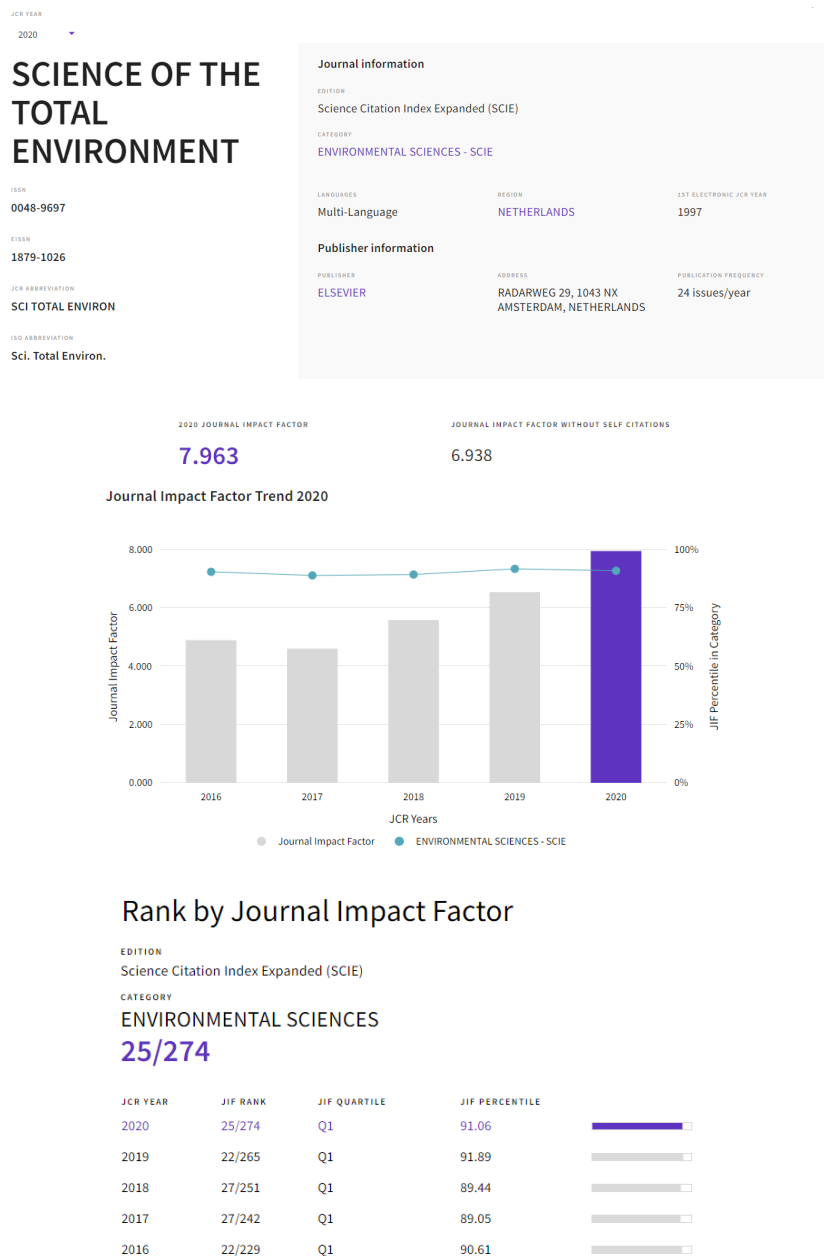 JCR YEAR
2020
SCIENCE OF THE
TOTAL
ENVIRONMENT
ISSN
0048-9697
EISSN
1879-1026
JCR ABBREVIATION
SCI TOTAL ENVIRON
ISO ABBREVIATION
Sci. Total Environ.
Journal information
EDITION
Science Citation Index Expanded (SCIE)
CATEGORY
ENVIRONMENTAL SCIENCES - SCIE
LANGUAGES REGION 1ST ELECTRONIC JCR YEAR
Multi-Language NETHERLANDS 1997
Publisher information
PUBLISHER ADDRESS PUBLICATION FREQUENCY
ELSEVIER RADARWEG 29, 1043 NX 24 issues/year
AMSTERDAM, NETHERLANDS
2020 JOURNAL IMPACT FACTOR JOURNAL IMPACT FACTOR WITHOUT SELF CITATIONS
7.963 6.938
Journal Impact Factor Trend 2020
8.000 100%
6.000 75%
4.000 50%
2.000 25%
0.000 0%
Journal Impact Factor
JIF Percentile in Category
2016 2017 2018 2019 2020
JCR Years
Journal Impact Factor ENVIRONMENTAL SCIENCES - SCIE
Rank by Journal Impact Factor
EDITION
Science Citation Index Expanded (SCIE)
CATEGORY
ENVIRONMENTAL SCIENCES
25/274
JCR YEAR JIF RANK JIF QUARTILE JIF PERCENTILE
2020 25/274 Q1 91.06
2019 22/265 Q1 91.89
2018 27/251 Q1 89.44
2017 27/242 Q1 89.05
2016 22/229 Q1 90.61